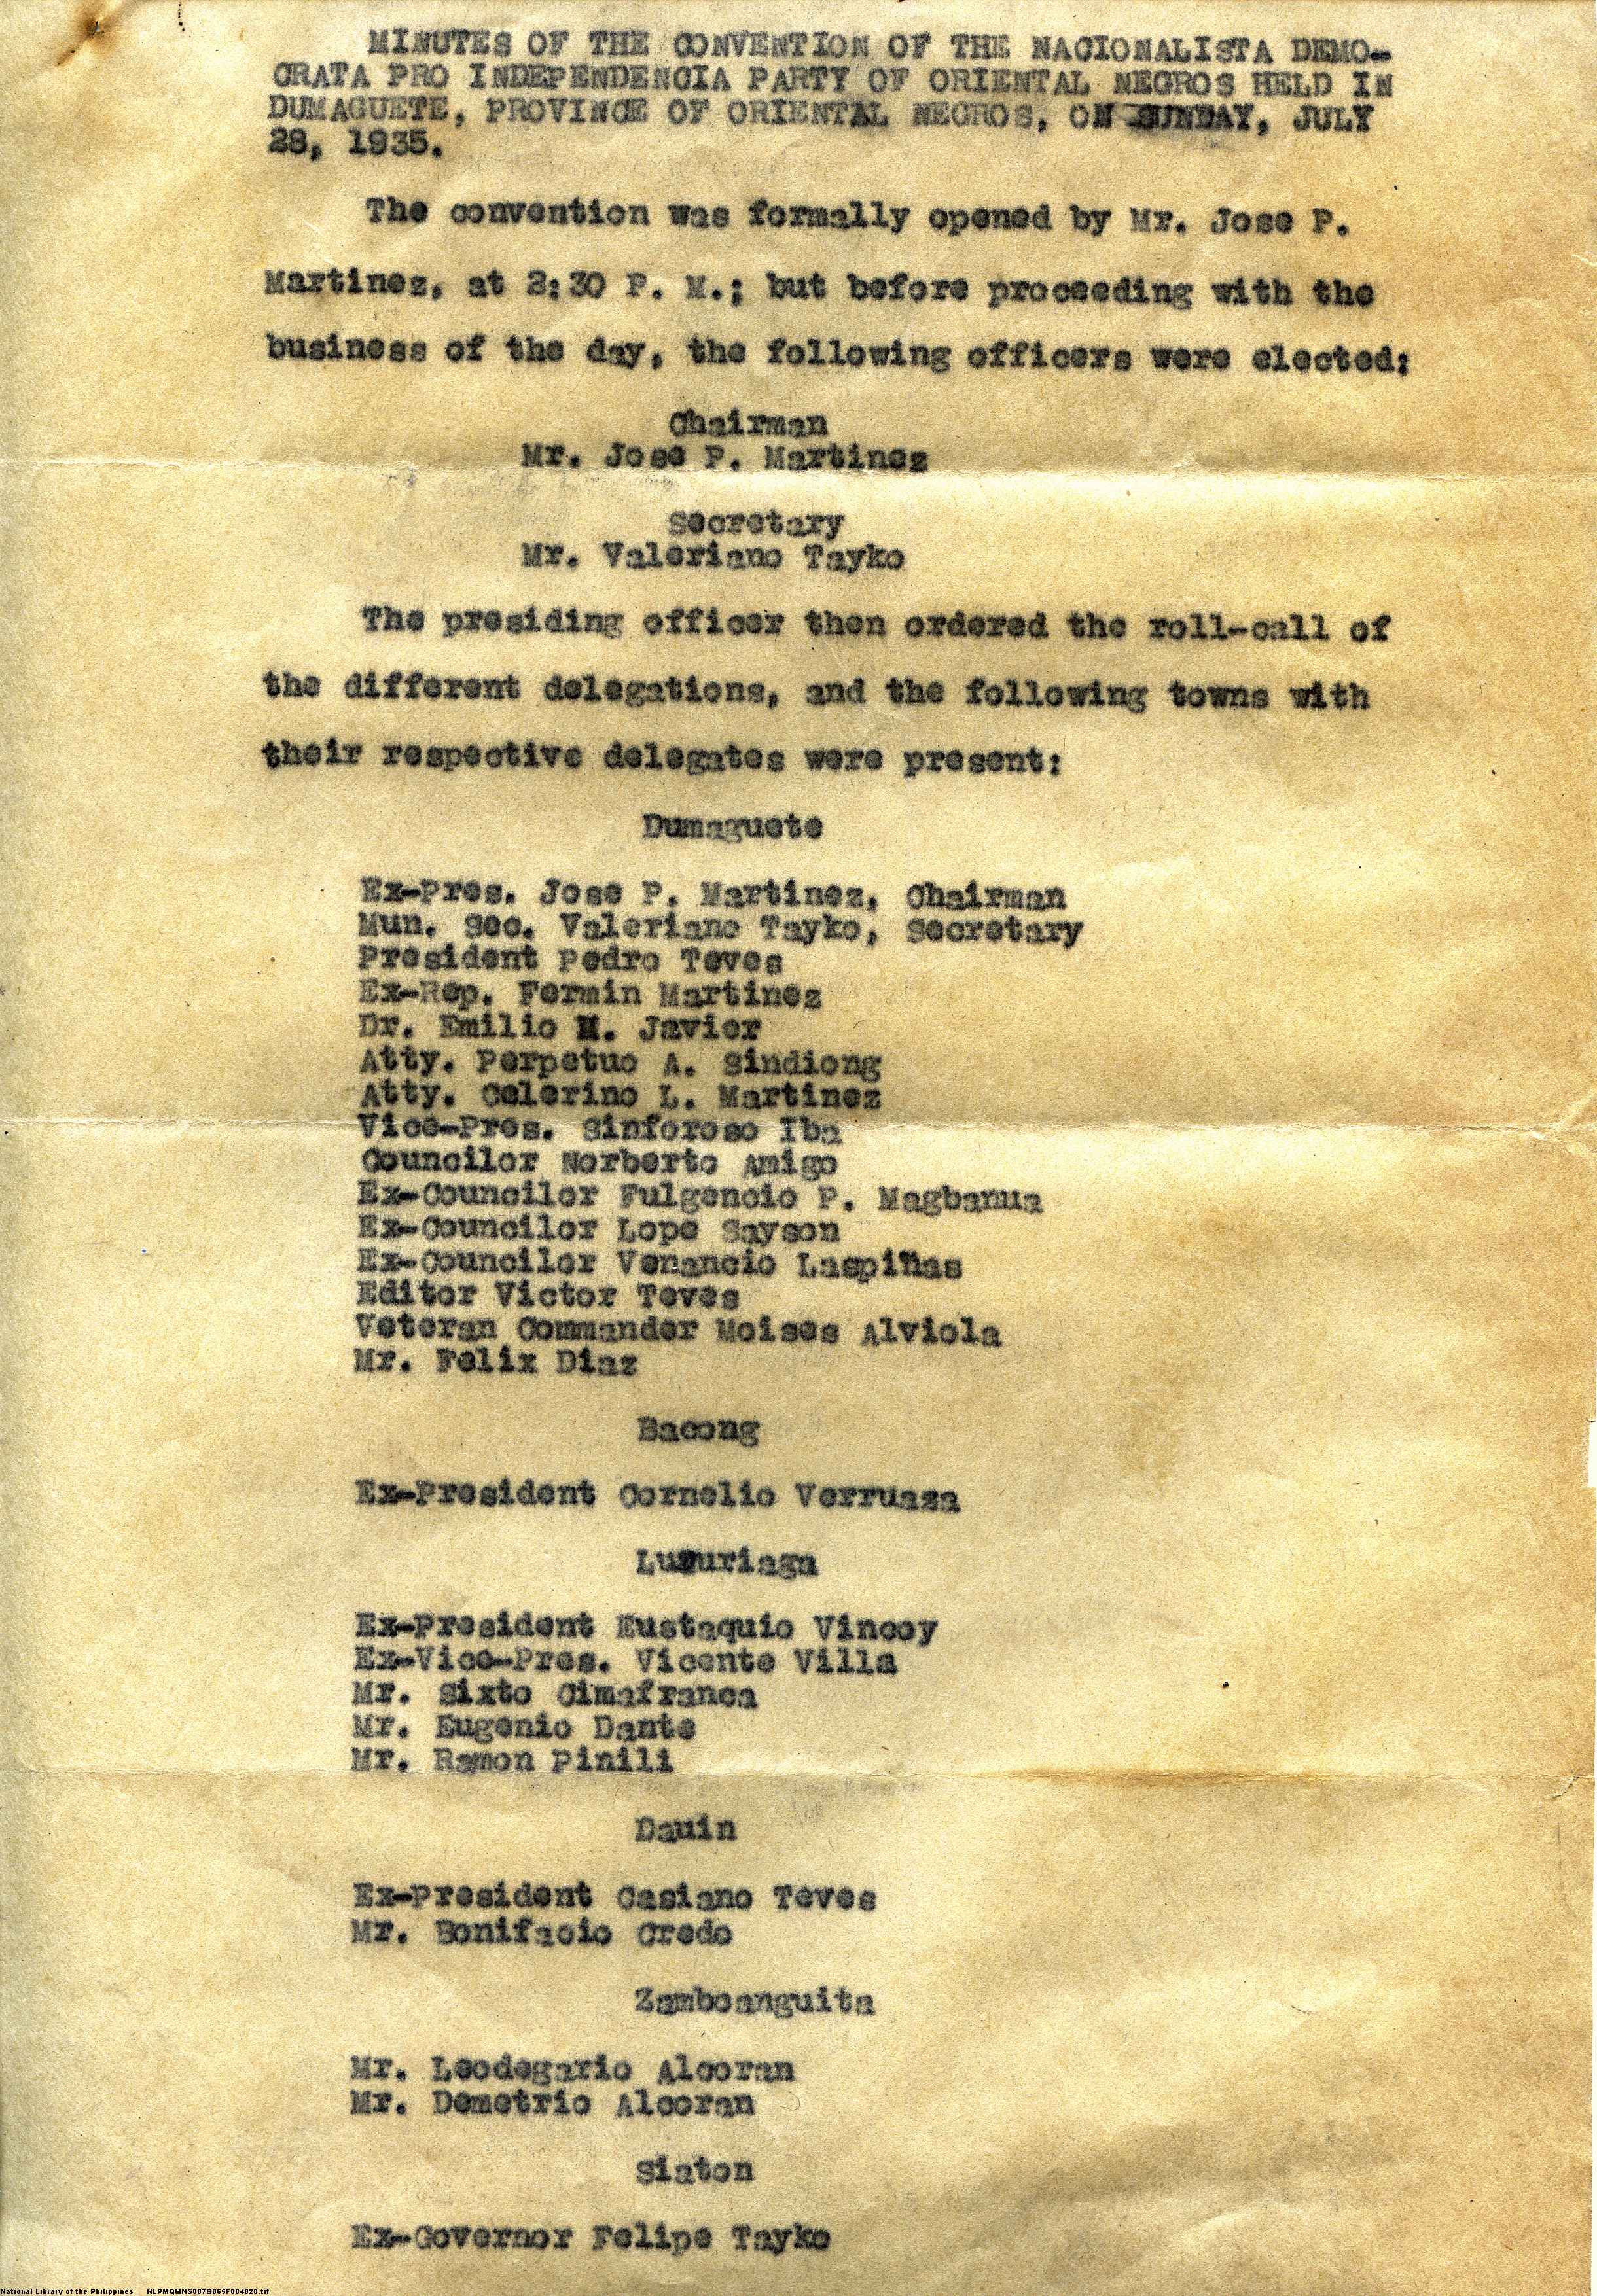 MINUTES OF THE CONVENTION OF THE NACIONALISTA DEMO-
CRATA PRO INDEPENDENCIA PARTY OF ORIENTAL NEGROS HELD IN
DUMAGUETE, PROVINCE OF ORIENTAL NEGROS, ON SUNDAY, JULY
28, 1935.
The convention was formally opened by Mr. Jose P.
Martinez, at 2:30 P. M.; but before proceeding with the
business of the day, the following officers were elected:
Chairman
Mr. Jose P. Martinez
Secretary
Mr. Valeriano Tayko
The presiding officer then ordered the roll-call of
the different delegations, and the following towns with
their respective delegates were present:
Dumaguete
Ex-Pres. Jose P. Martinez, Chairman
Mun. Sec. Valeriano Tayko, Secretary
President Pedro Teves
Ex-Rep. Fermin Martinez
Dr. Emilio M. Javier
Atty. Perpetuo A. Sindiong
Atty. Celerino L. Martinez
Vice-Pres. Sinforoso Iba
Councilor Norberto Amigo
Ex-Councilor Fulgencio P. Magbanua
Ex-Councilor Lope Sayson
Ex-Councilor Venancio Laspiñas
Editor Victor Teves
Veteran Commander Moises Alviola
Mr. Felix Diaz
Bacong
Ex-President Cornelio Verruasa
Luzuriaga
Ex-President Eustaquio Vincoy
Ex-Vice-Pres. Vicente Villa
Mr. Sixto Cimafranca
Mr. Eugenio Dante
Mr. Ramon Pinili
Dauin
Ex-President Casiano Teves
Mr. Bonifacio Credo
Zamboanguita
Mr. Leodegario Alcoran
Mr. Demetrio Alcoran
Siaton
Ex-Governor Felipe Tayko
National Library of the Philippines NLPMQMNS007B066F004020.tif